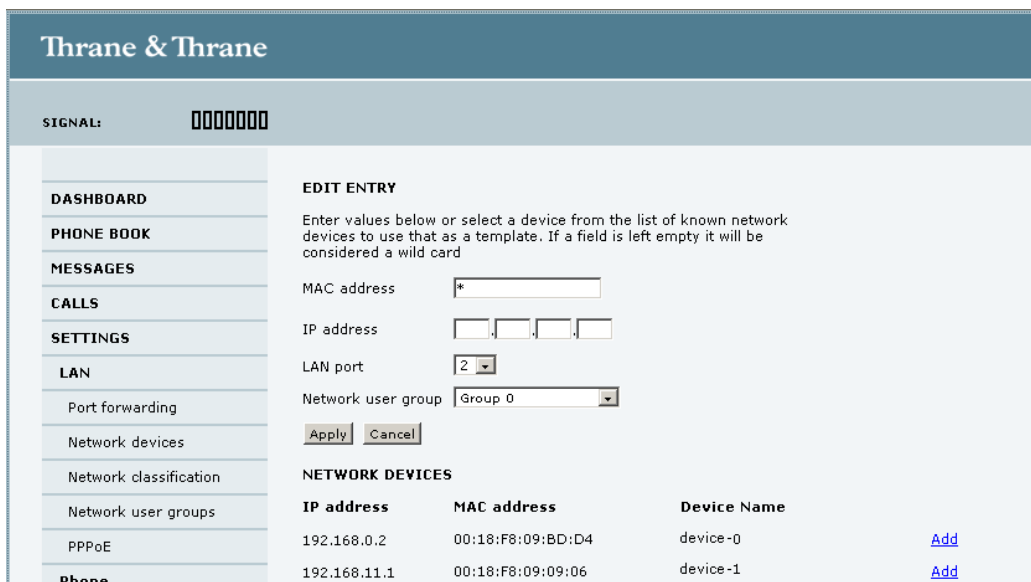 Thrane & Thrane
SIGNAL:
DASHBOARD
PHONE BOOK
MESSAGES
CALLS
SETTINGS
LAN
Port forwarding
Network devices
Network classification
Network user groups
PPPoE
Phone
EDIT ENTRY
Enter values below or select a device from the list of known network
devices to use that as a template. If a field is left empty it will be
considered a wild card
MAC address *
IP address . . .
LAN port 2
Network user group Group 0
Apply Cancel
NETWORK DEVICES
IP address MAC address Device Name
192.168.0.2 00:18:F8:09:BD:D4 device-0 Add
192.168.11.1 00:18:F8:09:09:06 device-1 Add